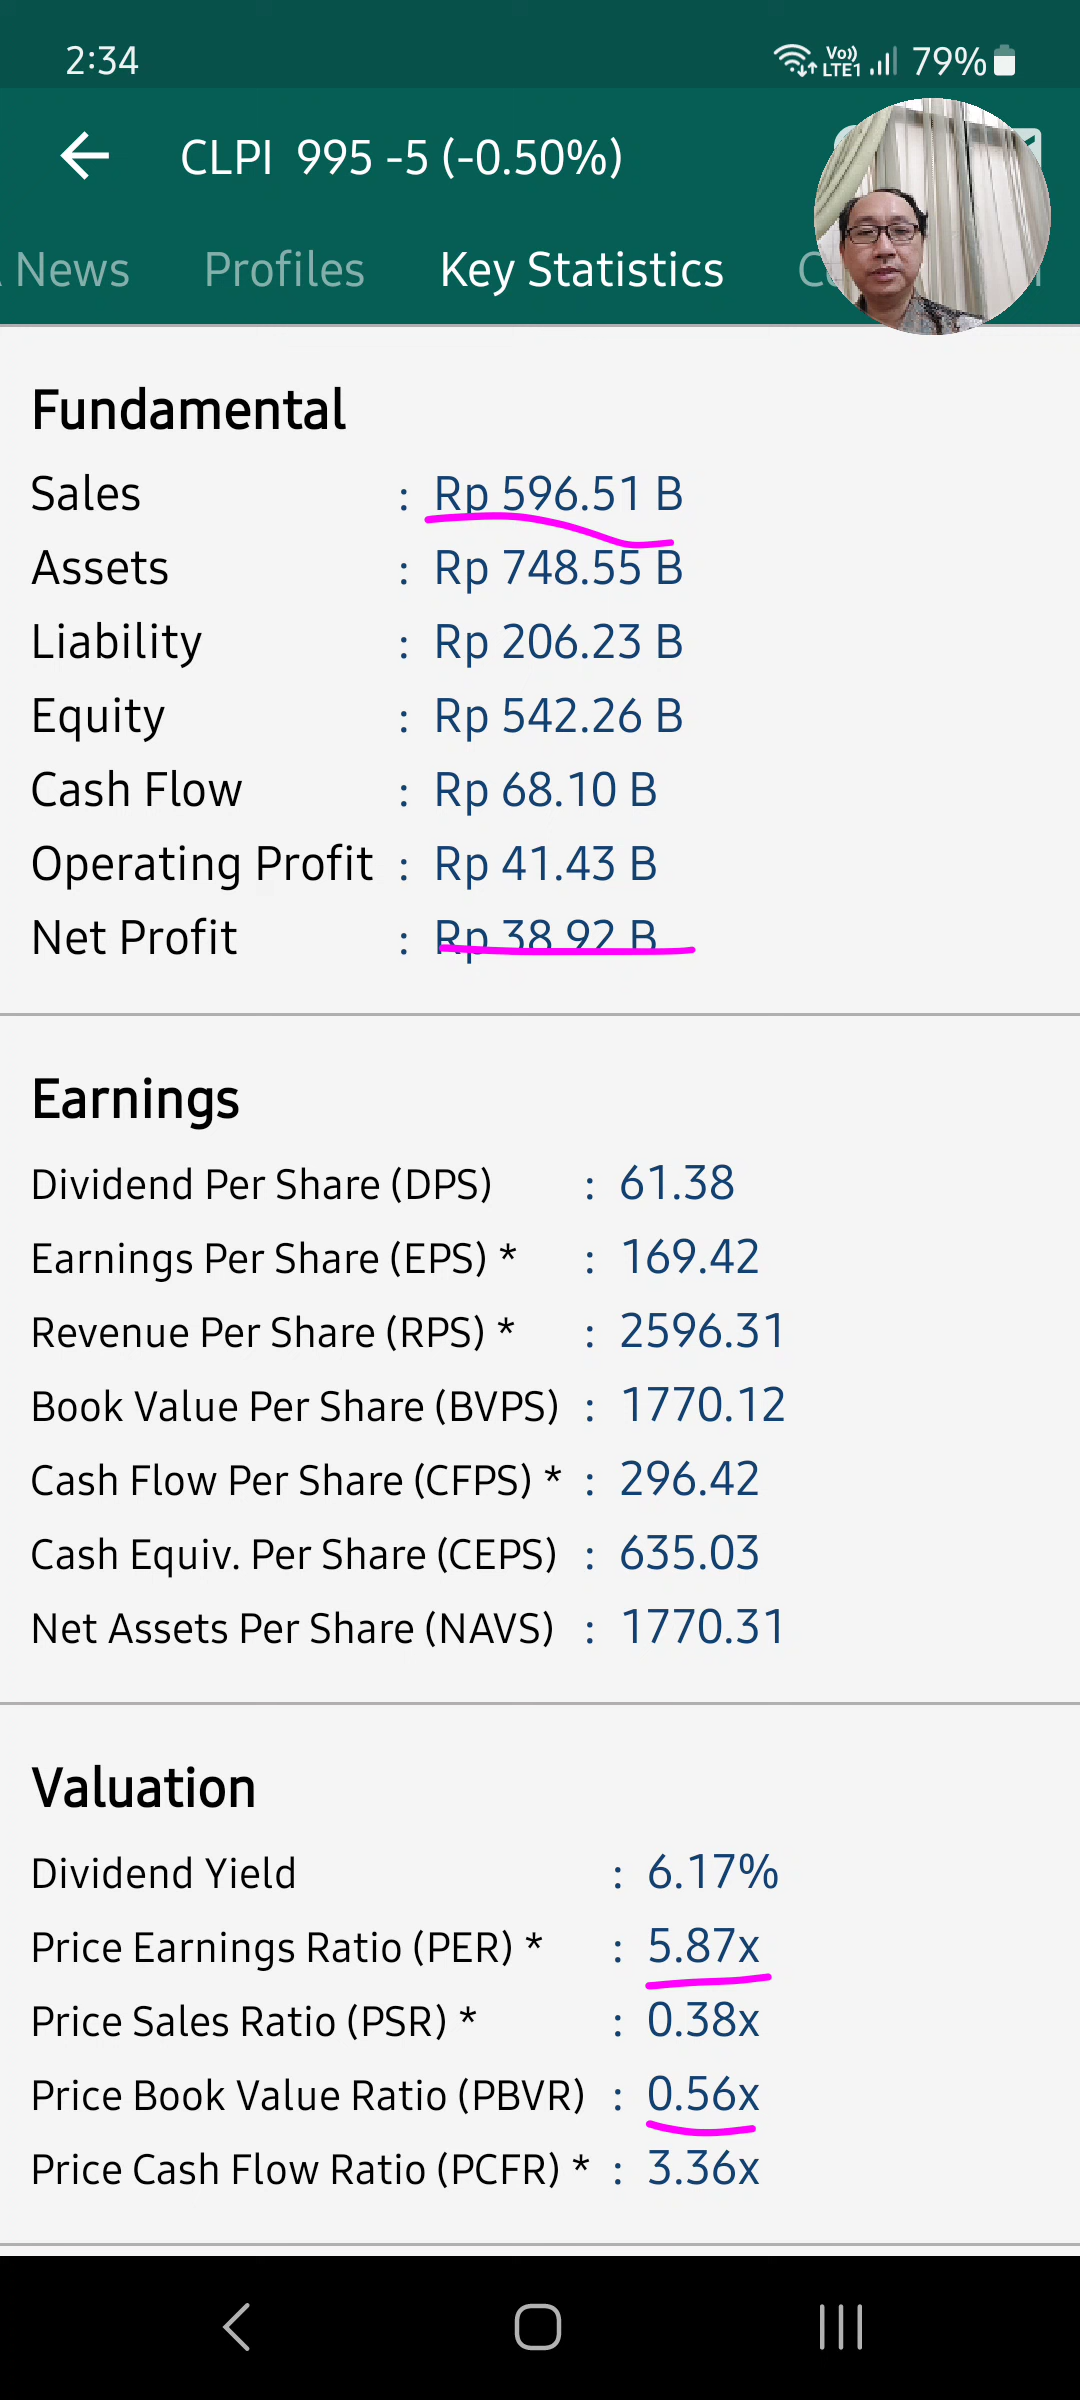 2:34 Vo)) LTE1 79%
CLPI 995 -5 (-0.50%)
News Profiles Key Statistics
Fundamental
Sales : Rp 596.51 B
Assets : Rp 748.55 B
Liability : Rp 206.23 B
Equity : Rp 542.26 B
Cash Flow : Rp 68.10 B
Operating Profit : Rp 41.43 B
Net Profit : Rp 38.92 B
Earnings
Dividend Per Share (DPS) : 61.38
Earnings Per Share (EPS) * : 169.42
Revenue Per Share (RPS) * : 2596.31
Book Value Per Share (BVPS) : 1770.12
Cash Flow Per Share (CFPS) * : 296.42
Cash Equiv. Per Share (CEPS) : 635.03
Net Assets Per Share (NAVS) : 1770.31
Valuation
Dividend Yield : 6.17%
Price Earnings Ratio (PER) * : 5.87x
Price Sales Ratio (PSR) * : 0.38x
Price Book Value Ratio (PBVR) : 0.56x
Price Cash Flow Ratio (PCFR) * : 3.36x